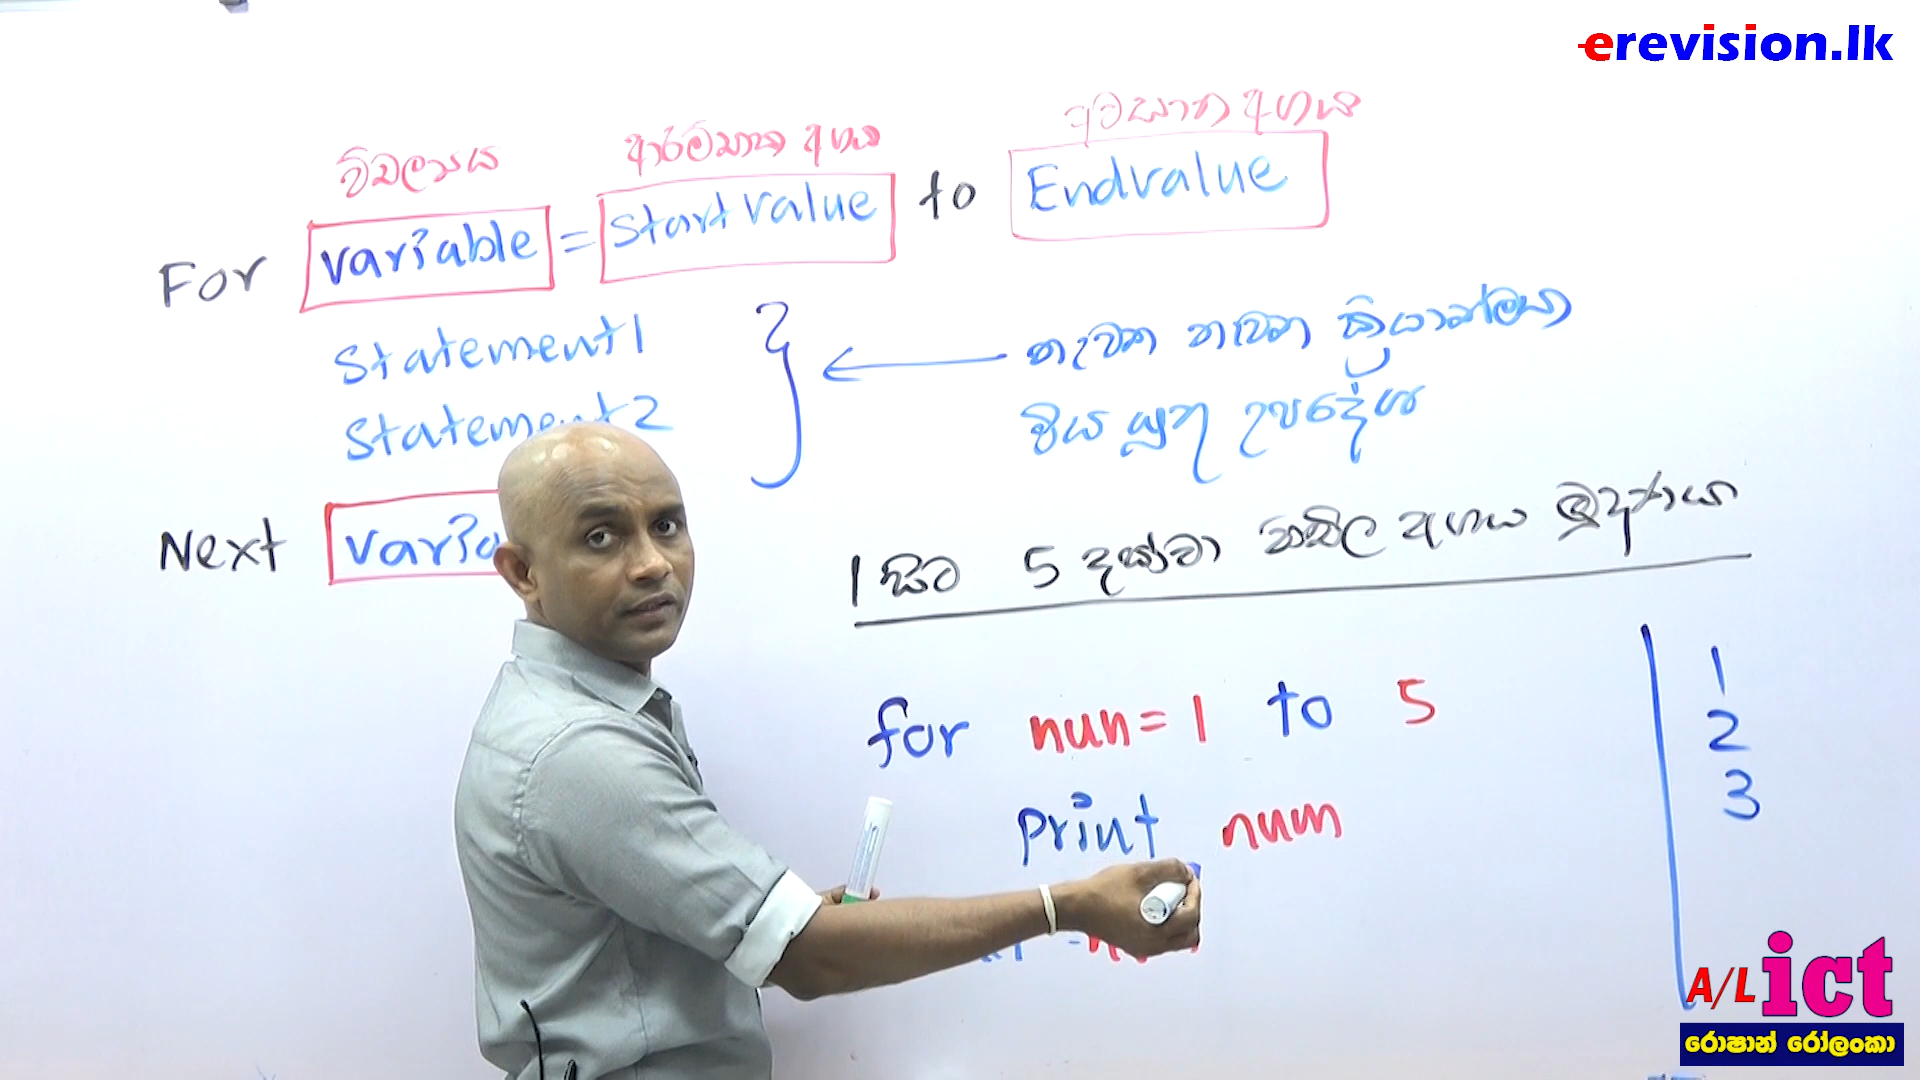 erevision.lk
විචල්‍යය ආරම්භක අගය අවසාන අගය
For variable = Start Value to Endvalue
Statement1
Statement2
නැවත නැවත ක්‍රියාත්මක
විය යුතු උපදේශ
Next varia
1 සිට 5 දක්වා නිඛිල අගය මුද්‍රණය
for num = 1 to 5
print num
1
2
3
A/L ict
රොෂාන් රෝලංකා